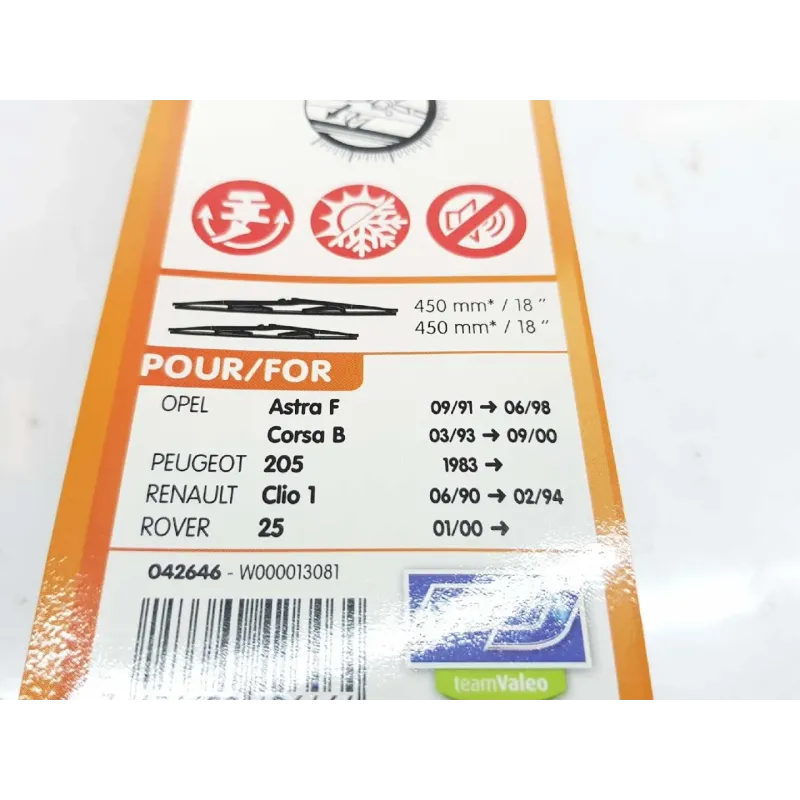 450 mm* / 18 "
450 mm* / 18 "
POUR/FOR
OPEL Astra F 09/91 → 06/98
Corsa B 03/93 → 09/00
PEUGEOT 205 1983 →
RENAULT Clio 1 06/90 → 02/94
ROVER 25 01/00 →
042646 - W000013081
teamValeo